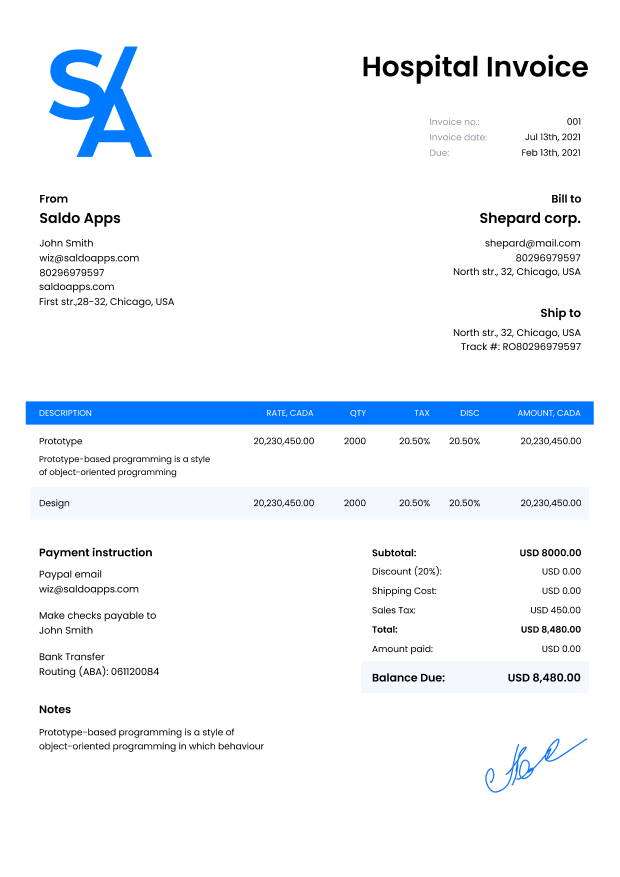 SA
Hospital Invoice
Invoice no.: 001
Invoice date: Jul 13th, 2021
Due: Feb 13th, 2021
From
Saldo Apps
John Smith
wiz@saldoapps.com
80296979597
saldoapps.com
First str.,28-32, Chicago, USA
Bill to
Shepard corp.
shepard@mail.com
80296979597
North str., 32, Chicago, USA
Ship to
North str., 32, Chicago, USA
Track #: RO80296979597
DESCRIPTION RATE, CADA QTY TAX DISC AMOUNT, CADA
Prototype 20,230,450.00 2000 20.50% 20.50% 20,230,450.00
Prototype-based programming is a style
of object-oriented programming
Design 20,230,450.00 2000 20.50% 20.50% 20,230,450.00
Payment instruction
Paypal email
wiz@saldoapps.com
Make checks payable to
John Smith
Bank Transfer
Routing (ABA): 061120084
Subtotal: USD 8000.00
Discount (20%): USD 0.00
Shipping Cost: USD 0.00
Sales Tax: USD 450.00
Total: USD 8,480.00
Amount paid: USD 0.00
Balance Due: USD 8,480.00
Notes
Prototype-based programming is a style of
object-oriented programming in which behaviour